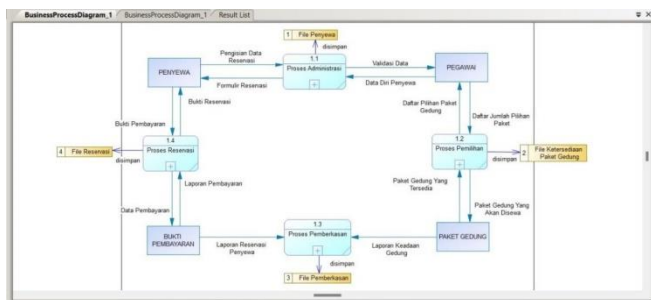 BusinessProcessDiagram_1 BusinessProcessDiagram_1 Result List
1 File Penyewa
disimpan
Pengisian Data
Resenasi
1.1
Proses Administrasi
Validasi Data
PENYEWA
PEGAWAI
Formulir Resenasi
Data Diri Penyewa
Bukti Resenasi
Daftar Pilihan Paket
Gedung
Daftar Jumlah Pilihan
Paket
Bukti Pembayaran
1.4
Proses Resenasi
4 File Resenasi
disimpan
1.2
Proses Pemilihan
disimpan
2 File Ketersediaan
Paket Gedung
Laporan Pembayaran
Paket Gedung Yang
Tersedia
Data Pembayaran
Paket Gedung Yang
Akan Disewa
1.3
Proses Pemberkasan
BUKTI
PEMBAYARAN
PAKET GEDUNG
Laporan Resenasi
Penyewa
Laporan Keadaan
Gedung
disimpan
3 File Pemberkasan